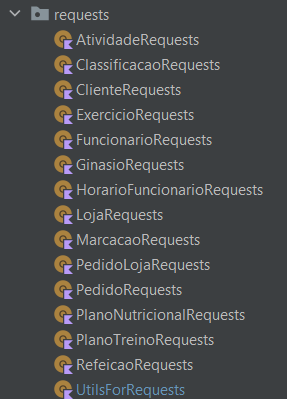 requests
AtividadeRequests
ClassificacaoRequests
ClienteRequests
ExercicioRequests
FuncionarioRequests
GinasioRequests
HorarioFuncionarioRequests
LojaRequests
MarcacaoRequests
PedidoLojaRequests
PedidoRequests
PlanoNutricionalRequests
PlanoTreinoRequests
RefeicaoRequests
UtilsForRequests